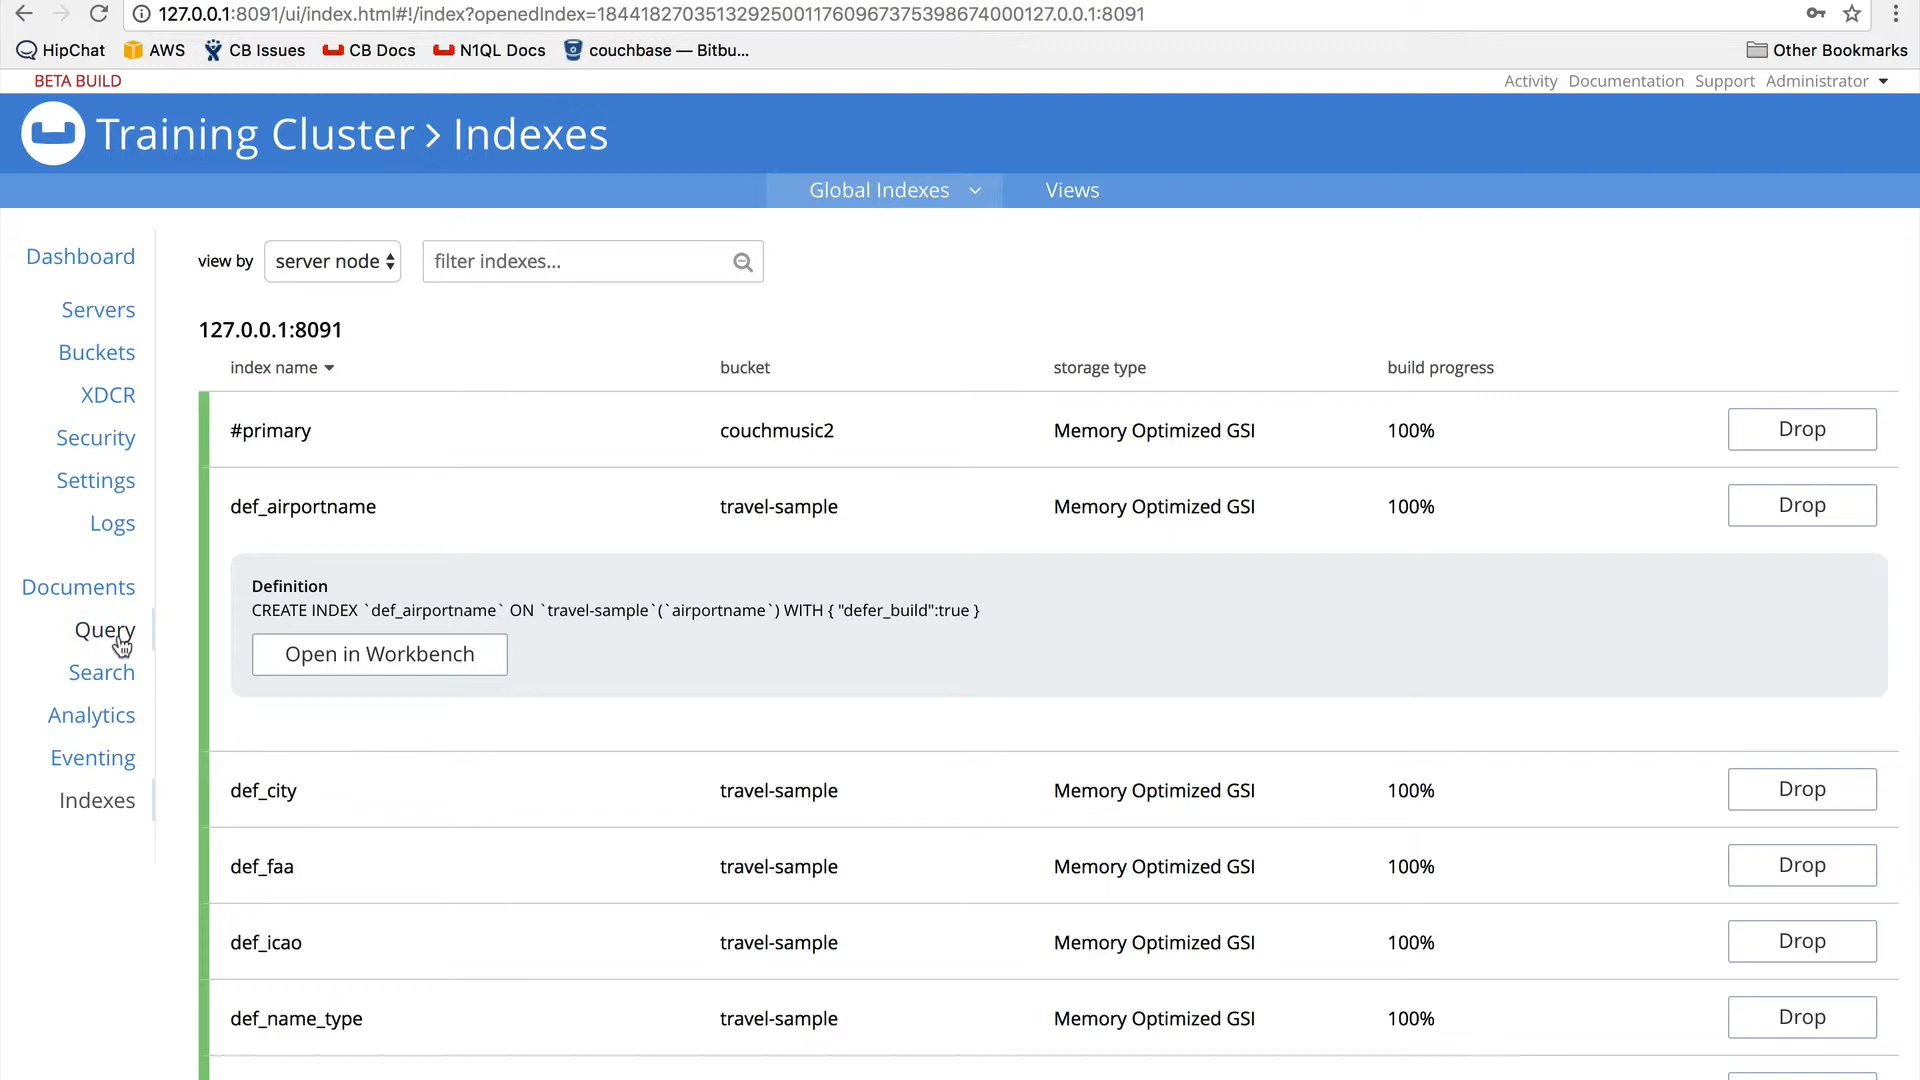 127.0.0.1:8091/ui/index.html#!/index?openedIndex=18441827035132925001176096737539867400​0127.0.0.1:8091
HipChat AWS CB Issues CB Docs N1QL Docs couchbase — Bitbu... Other Bookmarks
BETA BUILD Activity Documentation Support Administrator
Training Cluster > Indexes
Global Indexes Views
Dashboard
Servers
Buckets
XDCR
Security
Settings
Logs
Documents
Query
Search
Analytics
Eventing
Indexes
view by server node filter indexes...
127.0.0.1:8091
index name bucket storage type build progress
#primary couchmusic2 Memory Optimized GSI 100% Drop
def_airportname travel-sample Memory Optimized GSI 100% Drop
Definition
CREATE INDEX `def_airportname` ON `travel-sample`(`airportname`) WITH { "defer_build":true }
Open in Workbench
def_city travel-sample Memory Optimized GSI 100% Drop
def_faa travel-sample Memory Optimized GSI 100% Drop
def_icao travel-sample Memory Optimized GSI 100% Drop
def_name_type travel-sample Memory Optimized GSI 100% Drop